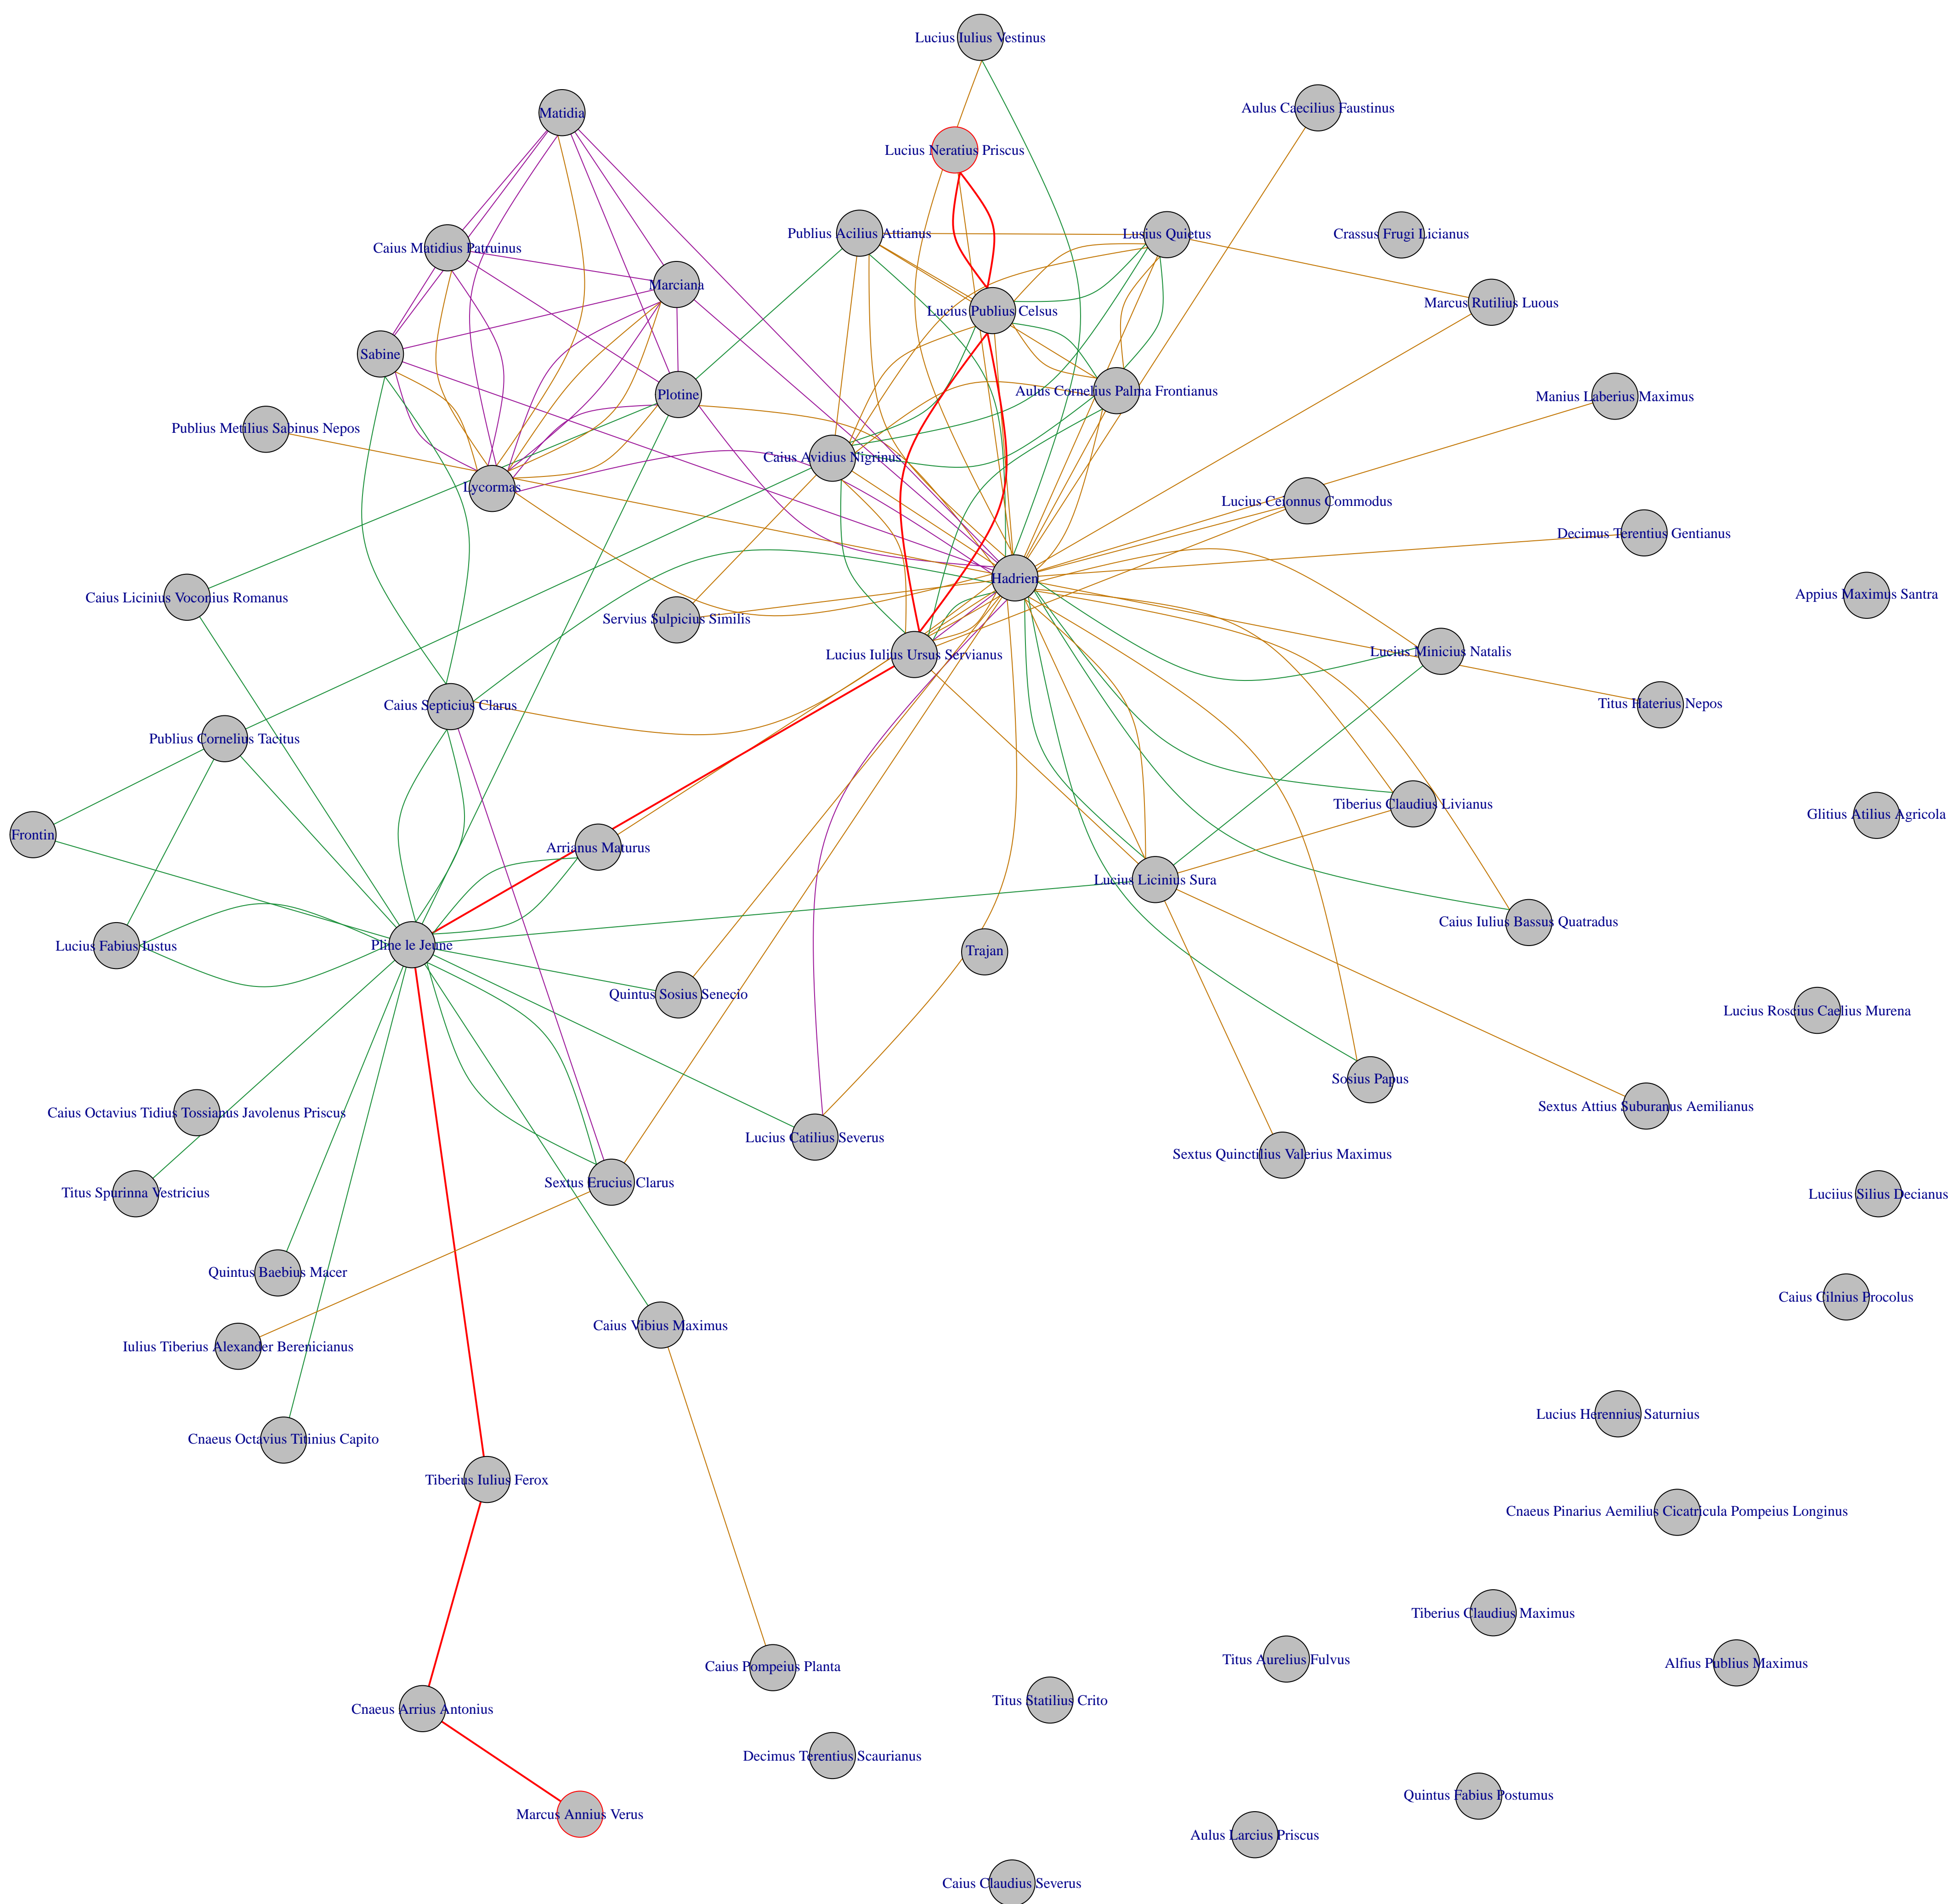 Lucius Iulius Vestinus
Aulus Caecilius Faustinus
Matidia
Lucius Neratius Priscus
Publius Acilius Attianus
Lusius Quietus
Crassus Frugi Licianus
Caius Matidius Patruinus
Marciana
Marcus Rutilius Luous
Lucius Publius Celsus
Sabine
Plotine
Aulus Cornelius Palma Frontianus
Manius Laberius Maximus
Publius Metilius Sabinus Nepos
Caius Avidius Nigrinus
Lycormas
Lucius Ceionnus Commodus
Decimus Terentius Gentianus
Hadrien
Caius Licinius Voconius Romanus
Appius Maximus Santra
Servius Sulpicius Similis
Lucius Iulius Ursus Servianus
Lucius Minicius Natalis
Caius Septicius Clarus
Titus Haterius Nepos
Publius Cornelius Tacitus
Tiberius Claudius Livianus
Glitius Atilius Agricola
Frontin
Arrianus Maturus
Lucius Licinius Sura
Caius Iulius Bassus Quatradus
Lucius Fabius Iustus
Pline le Jeune
Trajan
Quintus Sosius Senecio
Lucius Roscius Caelius Murena
Sosius Papus
Caius Octavius Tidius Tossianus Javolenus Priscus
Sextus Attius Suburanus Aemilianus
Lucius Catilius Severus
Sextus Quinctilius Valerius Maximus
Sextus Erucius Clarus
Titus Spurinna Vestricius
Luciius Silius Decianus
Quintus Baebius Macer
Caius Cilnius Procolus
Caius Vibius Maximus
Iulius Tiberius Alexander Berenicianus
Lucius Herennius Saturnius
Cnaeus Octavius Titinius Capito
Tiberius Iulius Ferox
Cnaeus Pinarius Aemilius Cicatricula Pompeius Longinus
Tiberius Claudius Maximus
Titus Aurelius Fulvus
Alfius Publius Maximus
Caius Pompeius Planta
Titus Statilius Crito
Cnaeus Arrius Antonius
Decimus Terentius Scaurianus
Quintus Fabius Postumus
Marcus Annius Verus
Aulus Larcius Priscus
Caius Claudius Severus